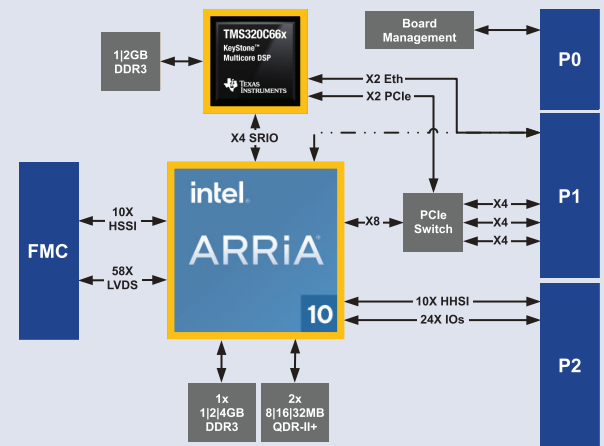 TMS320C66x
KeyStone™
Multicore DSP
TEXAS
INSTRUMENTS
1|2GB
DDR3
Board
Management
P0
X2 Eth
X2 PCIe
X4 SRIO
P1
intel.
ARRiA
10
FMC
10X
HSSI
58X
LVDS
X8
PCIe
Switch
X4
X4
X4
10X HHSI
24X IOs
P2
1x
1|2|4GB
DDR3
2x
8|16|32MB
QDR-II+